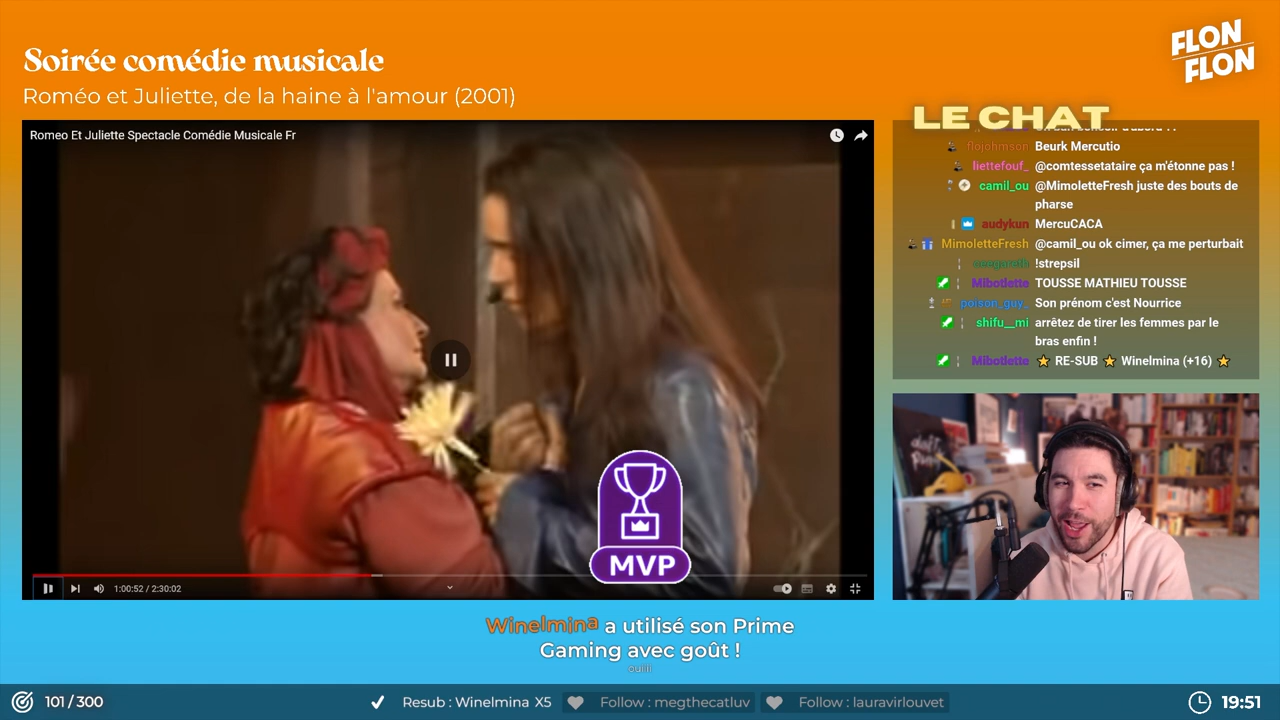 Soirée comédie musicale
Roméo et Juliette, de la haine à l'amour (2001)
FLON
FLON
Romeo Et Juliette Spectacle Comédie Musicale Fr
LE CHAT
flojohmson Beurk Mercutio
liettefouf_ @comtessetataire ça m'étonne pas !
camil_ou @MimoletteFresh juste des bouts de
pharse
audykun MercuCACA
MimoletteFresh @camil_ou ok cimer, ça me perturbait
!strepsil
Mibotlette TOUSSE MATHIEU TOUSSE
poison_guy_ Son prénom c'est Nourrice
shifu__mi arrêtez de tirer les femmes par le
bras enfin !
Mibotlette RE-SUB Winelmina (+16)
MVP
1:00:52 / 2:30:02
Winelmina a utilisé son Prime
Gaming avec goût !
101 / 300
Resub : Winelmina X5
Follow : megthecatluv
Follow : lauravirlouvet
19:51